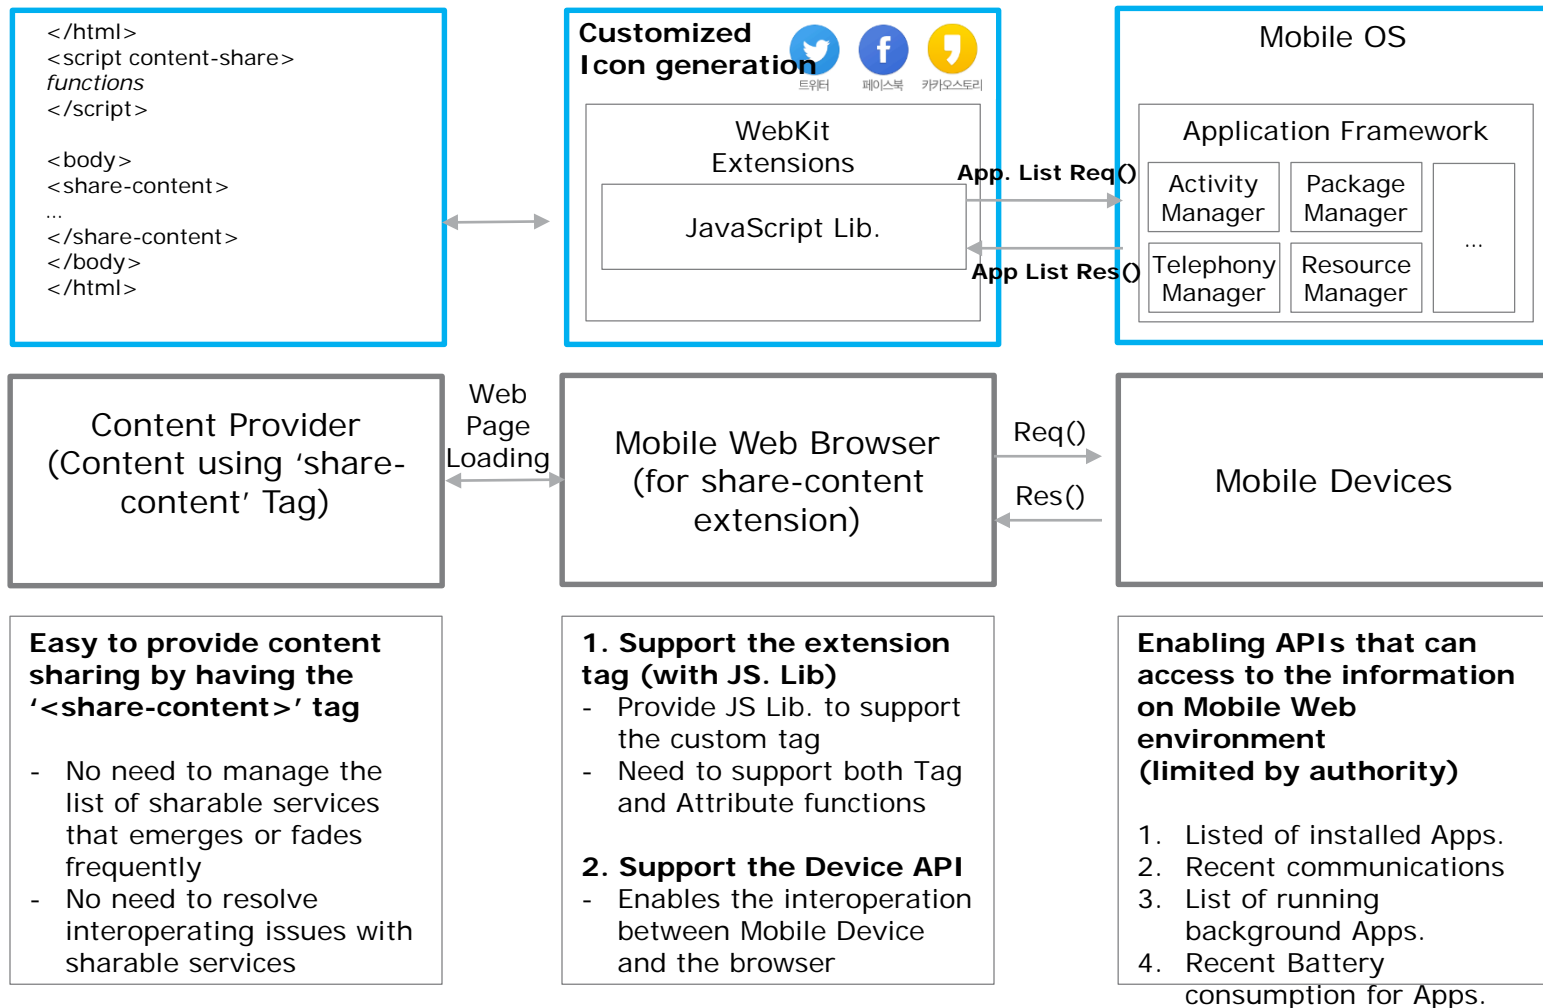 </html>
<script content-share>
functions
</script>
<body>
<share-content>
...
</share-content>
</body>
</html>
Customized
Icon generation
트위터
페이스북
카카오스토리
WebKit
Extensions
JavaScript Lib.
App. List Req()
App List Res()
Mobile OS
Application Framework
Activity
Manager
Package
Manager
Telephony
Manager
Resource
Manager
...
Content Provider
(Content using ‘share-
content’ Tag)
Web
Page
Loading
Mobile Web Browser
(for share-content
extension)
Req()
Res()
Mobile Devices
Easy to provide content
sharing by having the
‘<share-content>’ tag
- No need to manage the
list of sharable services
that emerges or fades
frequently
- No need to resolve
interoperating issues with
sharable services
1. Support the extension
tag (with JS. Lib)
- Provide JS Lib. to support
the custom tag
- Need to support both Tag
and Attribute functions
2. Support the Device API
- Enables the interoperation
between Mobile Device
and the browser
Enabling APIs that can
access to the information
on Mobile Web
environment
(limited by authority)
1. Listed of installed Apps.
2. Recent communications
3. List of running
background Apps.
4. Recent Battery
consumption for Apps.